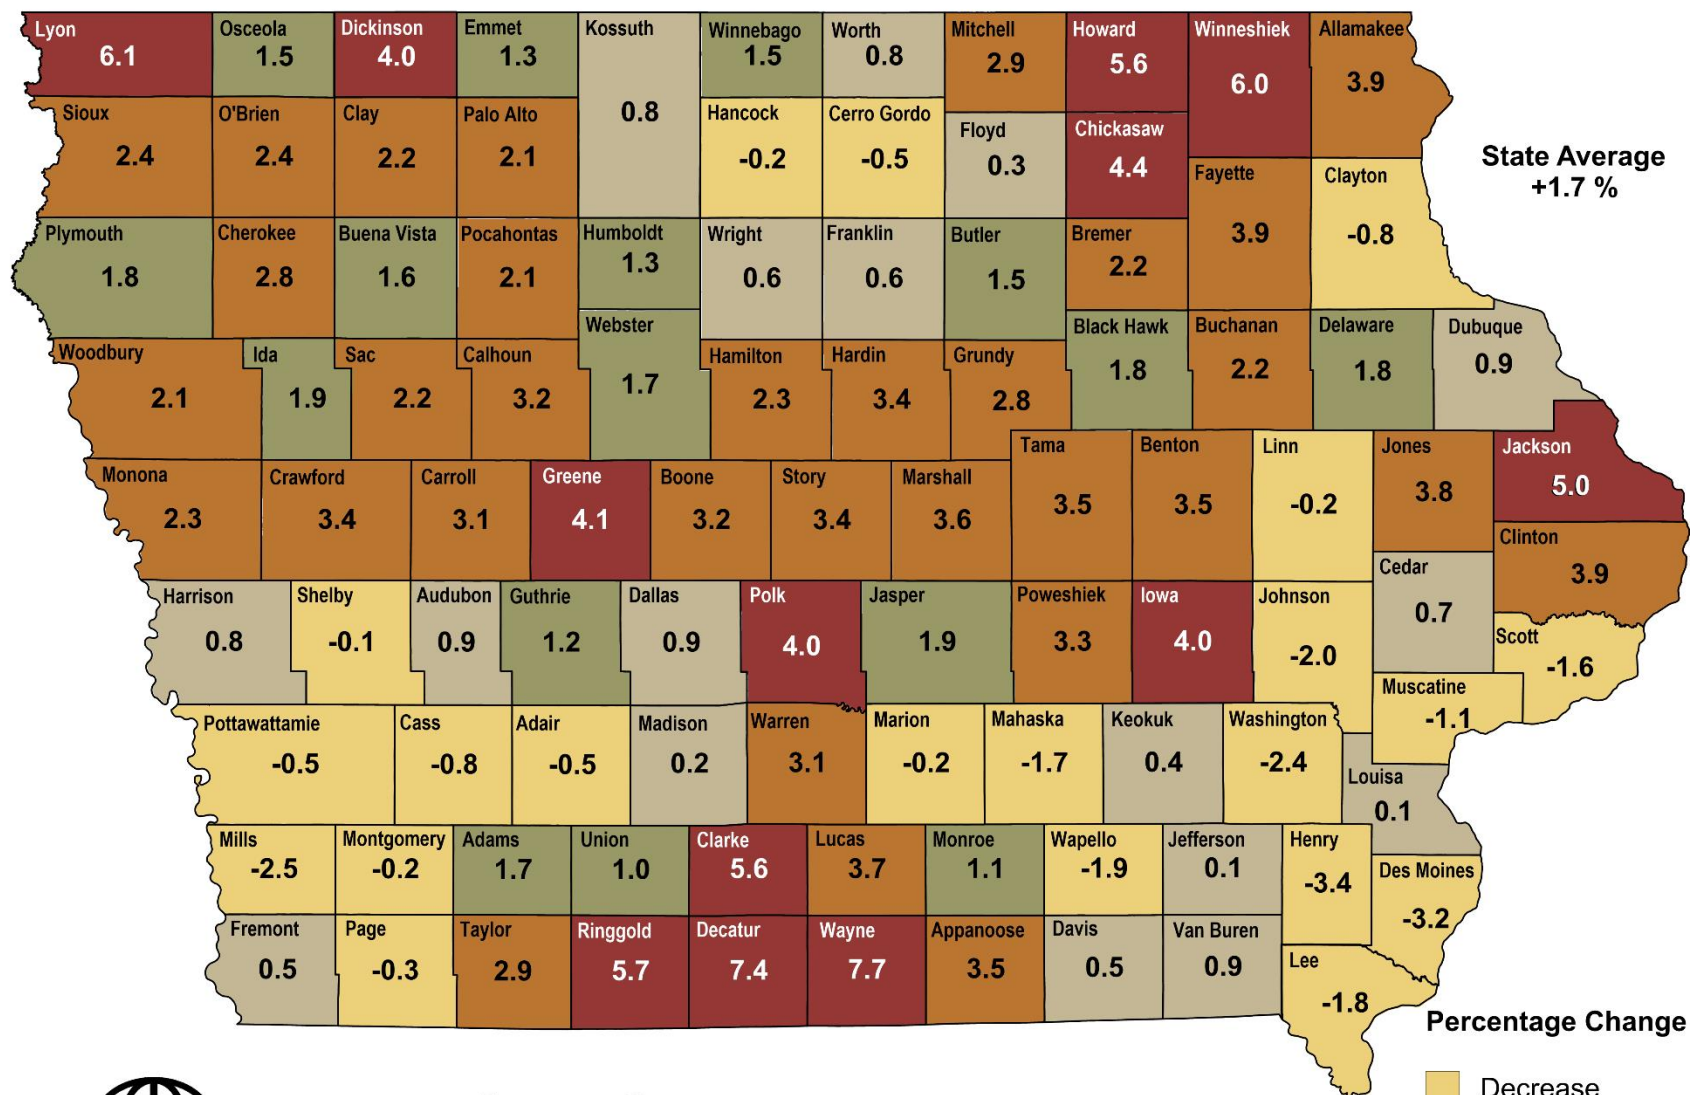 Lyon
6.1
Osceola
1.5
Dickinson
4.0
Emmet
1.3
Kossuth
0.8
Winnebago
1.5
Worth
0.8
Mitchell
2.9
Howard
5.6
Winneshiek
6.0
Allamakee
3.9
Sioux
2.4
O'Brien
2.4
Clay
2.2
Palo Alto
2.1
Hancock
-0.2
Cerro Gordo
-0.5
Floyd
0.3
Chickasaw
4.4
Fayette
3.9
Clayton
-0.8
State Average
+1.7 %
Plymouth
1.8
Cherokee
2.8
Buena Vista
1.6
Pocahontas
2.1
Humboldt
1.3
Wright
0.6
Franklin
0.6
Butler
1.5
Bremer
2.2
Woodbury
2.1
Ida
1.9
Sac
2.2
Calhoun
3.2
Webster
1.7
Hamilton
2.3
Hardin
3.4
Grundy
2.8
Black Hawk
1.8
Buchanan
2.2
Delaware
1.8
Dubuque
0.9
Monona
2.3
Crawford
3.4
Carroll
3.1
Greene
4.1
Boone
3.2
Story
3.4
Marshall
3.6
Tama
3.5
Benton
3.5
Linn
-0.2
Jones
3.8
Jackson
5.0
Clinton
3.9
Harrison
0.8
Shelby
-0.1
Audubon
0.9
Guthrie
1.2
Dallas
0.9
Polk
4.0
Jasper
1.9
Poweshiek
3.3
Iowa
4.0
Johnson
-2.0
Cedar
0.7
Scott
-1.6
Muscatine
-1.1
Pottawattamie
-0.5
Cass
-0.8
Adair
-0.5
Madison
0.2
Warren
3.1
Marion
-0.2
Mahaska
-1.7
Keokuk
0.4
Washington
-2.4
Louisa
0.1
Mills
-2.5
Montgomery
-0.2
Adams
1.7
Union
1.0
Clarke
5.6
Lucas
3.7
Monroe
1.1
Wapello
-1.9
Jefferson
0.1
Henry
-3.4
Des Moines
-3.2
Fremont
0.5
Page
-0.3
Taylor
2.9
Ringgold
5.7
Decatur
7.4
Wayne
7.7
Appanoose
3.5
Davis
0.5
Van Buren
0.9
Lee
-1.8
Percentage Change
Decrease